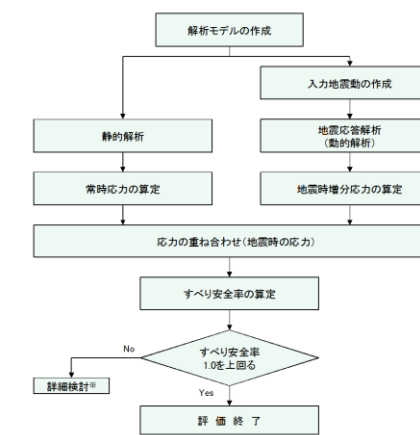 解析モデルの作成
入力地震動の作成
静的解析
地震応答解析
(動的解析)
常時応力の算定
地震時増分応力の算定
応力の重ね合わせ(地震時の応力)
すべり安全率の算定
すべり安全率
1.0を上回る
No
詳細検討※
Yes
評 価 終 了